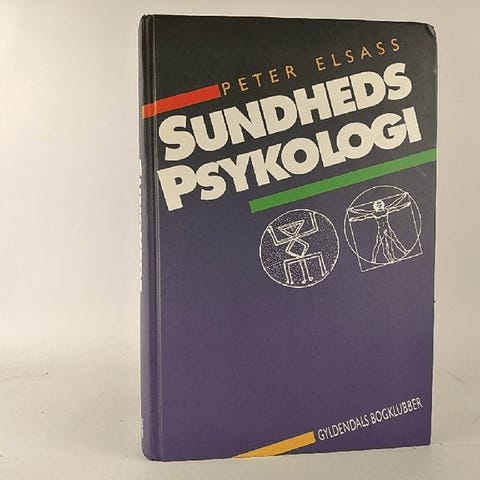 PETER ELSASS
SUNDHEDS
PSYKOLOGI
GYLDENDALS BOGKLUBBER